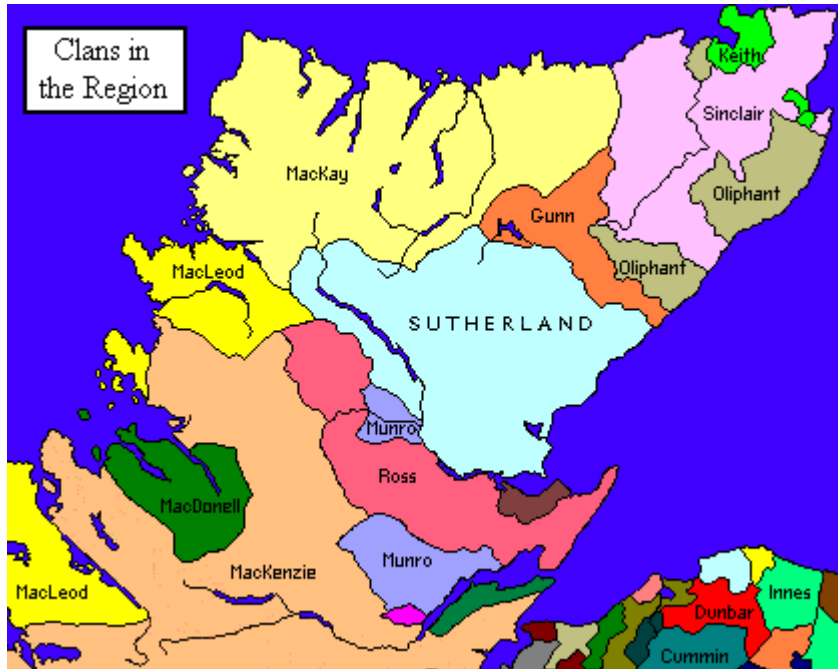 Clans in
the Region
Keith
Sinclair
MacKay
Oliphant
Gunn
MacLeod
Oliphant
SUTHERLAND
Munro
Ross
MacDonell
Munro
MacKenzie
MacLeod
Innes
Dunbar
Cummin